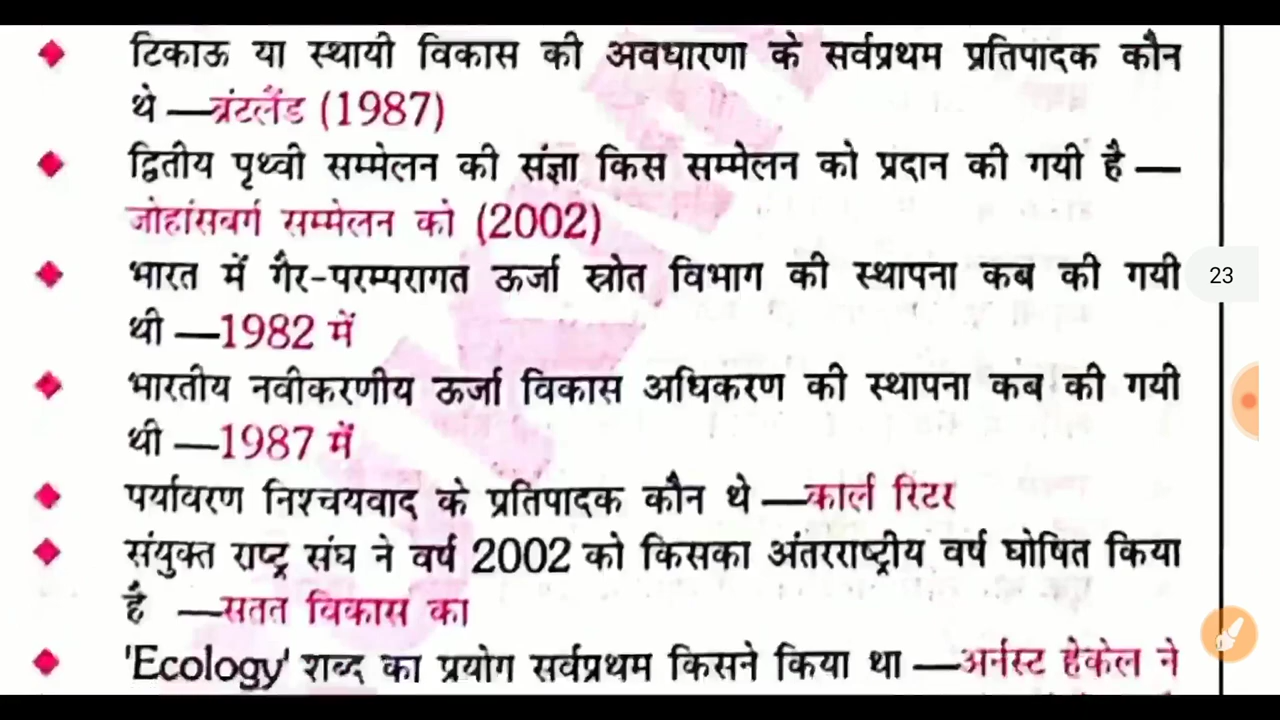 टिकाऊ या स्थायी विकास की अवधारणा के सर्वप्रथम प्रतिपादक कौन
थे —ब्रंटलैंड (1987)
द्वितीय पृथ्वी सम्मेलन की संज्ञा किस सम्मेलन को प्रदान की गयी है —
जोहांसबर्ग सम्मेलन को (2002)
भारत में गैर-परम्परागत ऊर्जा स्रोत विभाग की स्थापना कब की गयी
थी —1982 में
23
भारतीय नवीकरणीय ऊर्जा विकास अधिकरण की स्थापना कब की गयी
थी —1987 में
पर्यावरण निश्चयवाद के प्रतिपादक कौन थे —कार्ल रिटर
संयुक्त राष्ट्र संघ ने वर्ष 2002 को किसका अंतरराष्ट्रीय वर्ष घोषित किया
है —सतत विकास का
'Ecology' शब्द का प्रयोग सर्वप्रथम किसने किया था —अर्नस्ट हेकेल ने